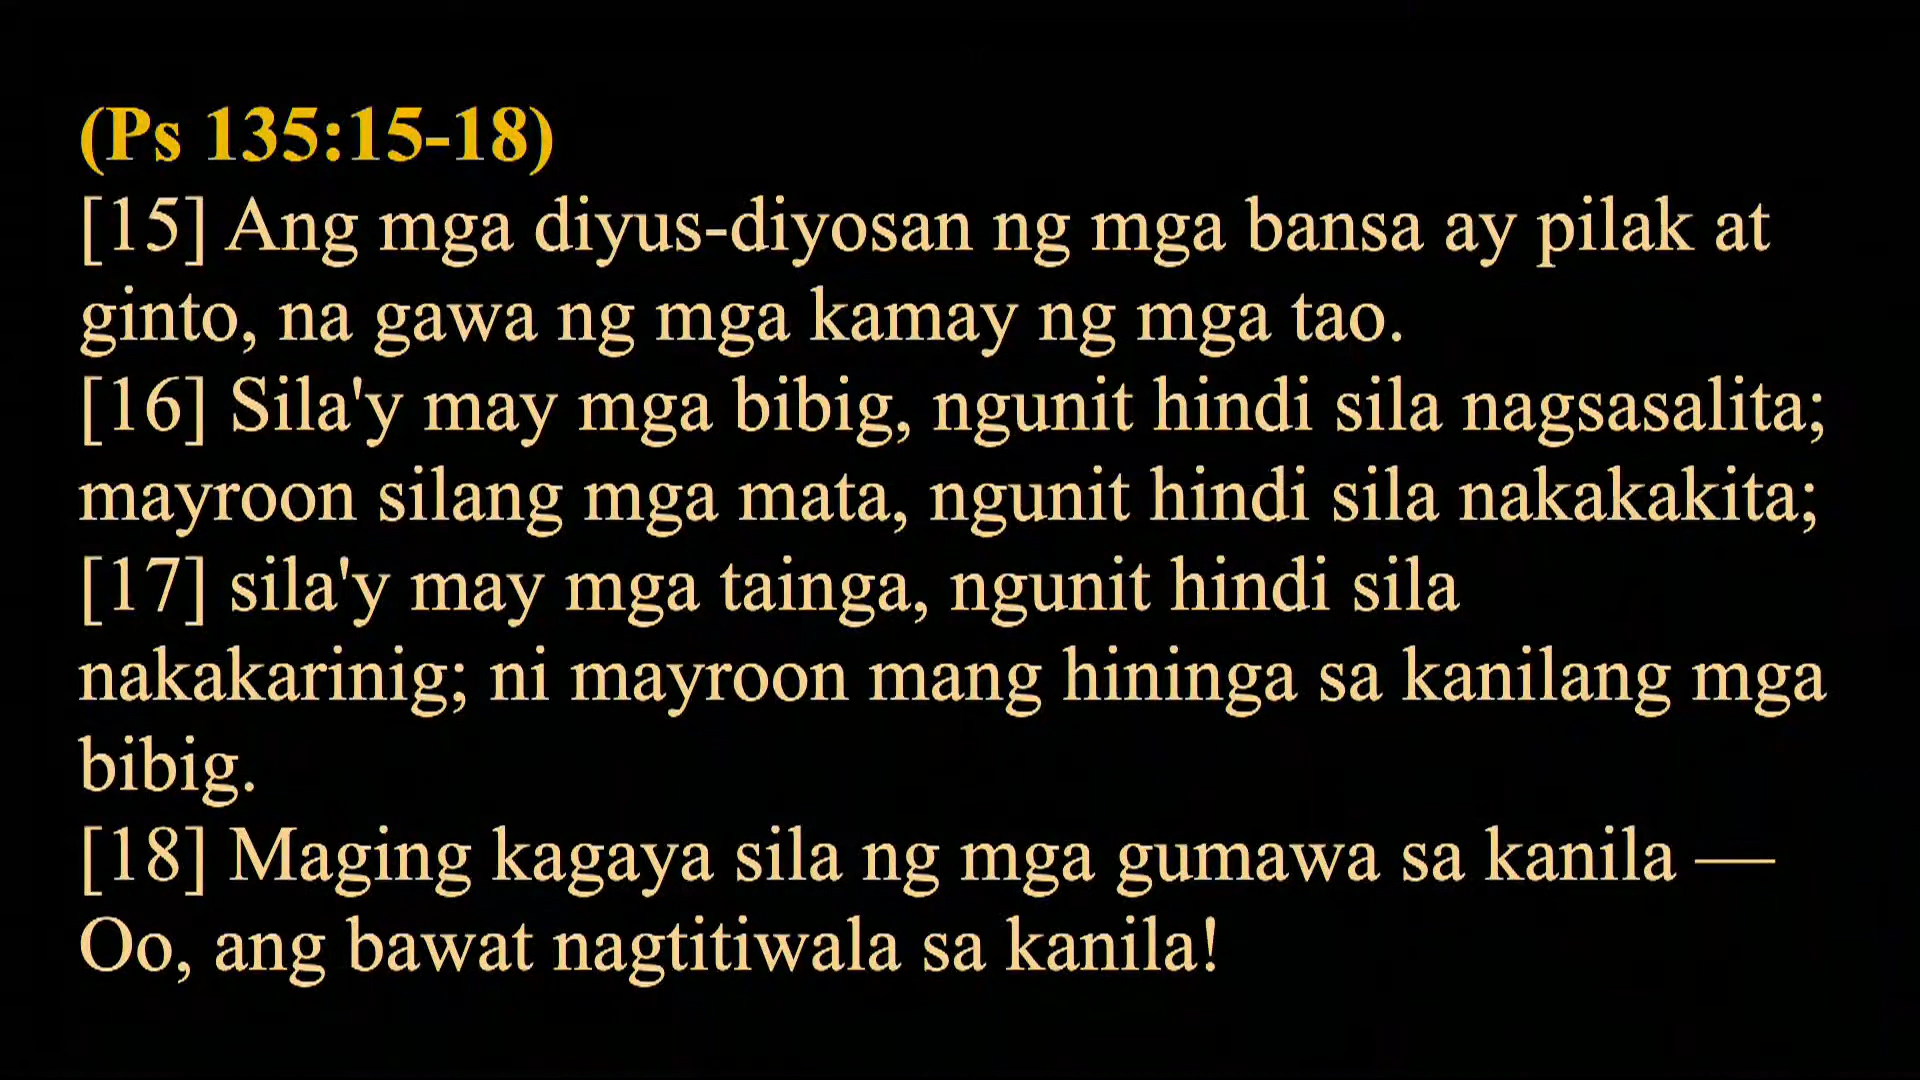 (Ps 135:15-18)
[15] Ang mga diyus-diyosan ng mga bansa ay pilak at
ginto, na gawa ng mga kamay ng mga tao.
[16] Sila'y may mga bibig, ngunit hindi sila nagsasalita;
mayroon silang mga mata, ngunit hindi sila nakakakita;
[17] sila'y may mga tainga, ngunit hindi sila
nakakarinig; ni mayroon mang hininga sa kanilang mga
bibig.
[18] Maging kagaya sila ng mga gumawa sa kanila —
Oo, ang bawat nagtitiwala sa kanila!